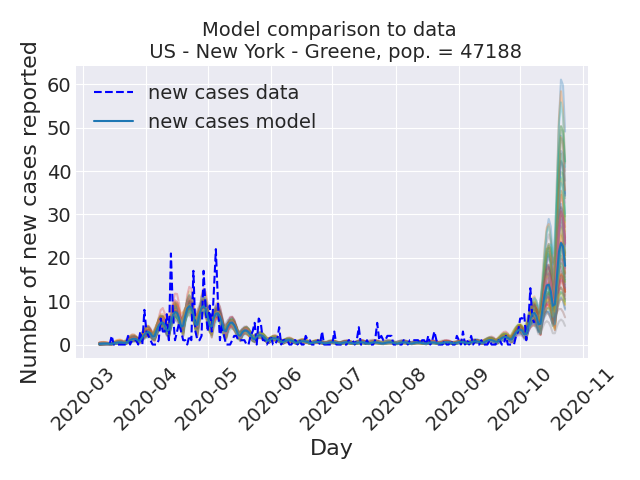 Model comparison to data
US - New York - Greene, pop. = 47188
Number of new cases reported
60
50
40
30
20
10
0
new cases data
new cases model
2020-03
2020-04
2020-05
2020-06
2020-07
2020-08
2020-09
2020-10
2020-11
Day